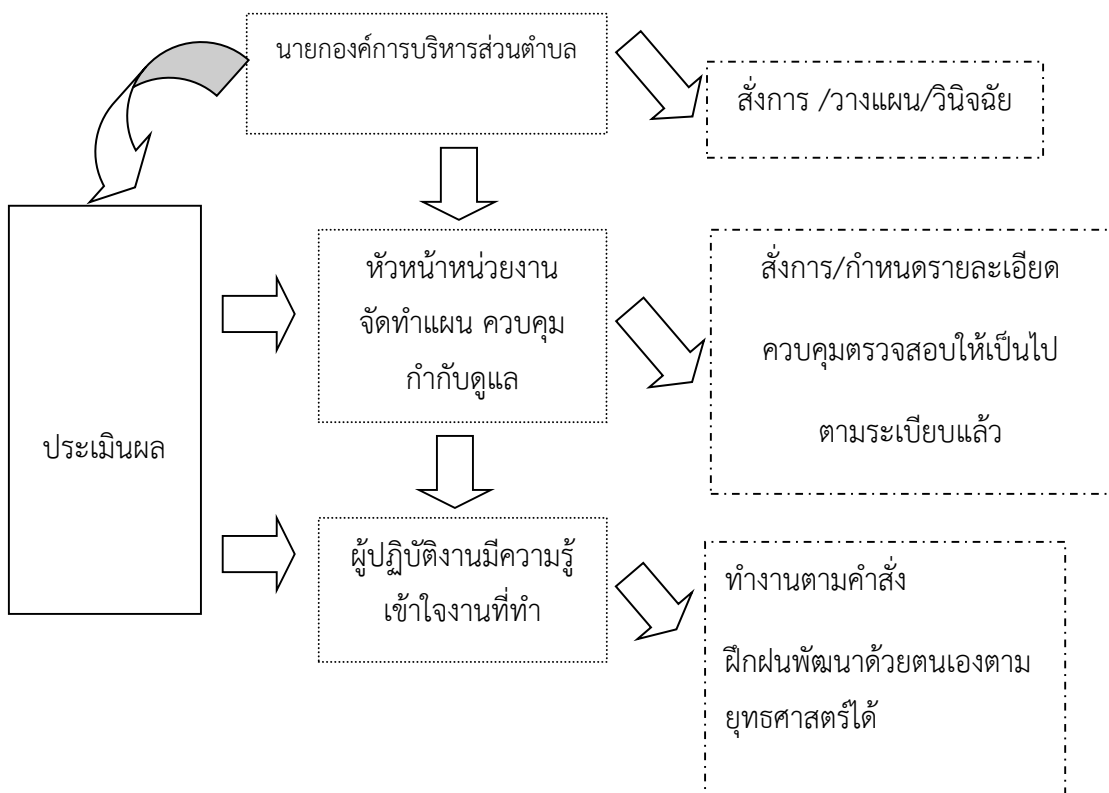 นายกองค์การบริหารส่วนตำบล
สั่งการ /วางแผน/วินิจฉัย
หัวหน้าหน่วยงาน
จัดทำแผน ควบคุม
กำกับดูแล
สั่งการ/กำหนดรายละเอียด
ควบคุมตรวจสอบให้เป็นไป
ตามระเบียบแล้ว
ประเมินผล
ผู้ปฏิบัติงานมีความรู้
เข้าใจงานที่ทำ
ทำงานตามคำสั่ง
ฝึกฝนพัฒนาด้วยตนเองตาม
ยุทธศาสตร์ได้